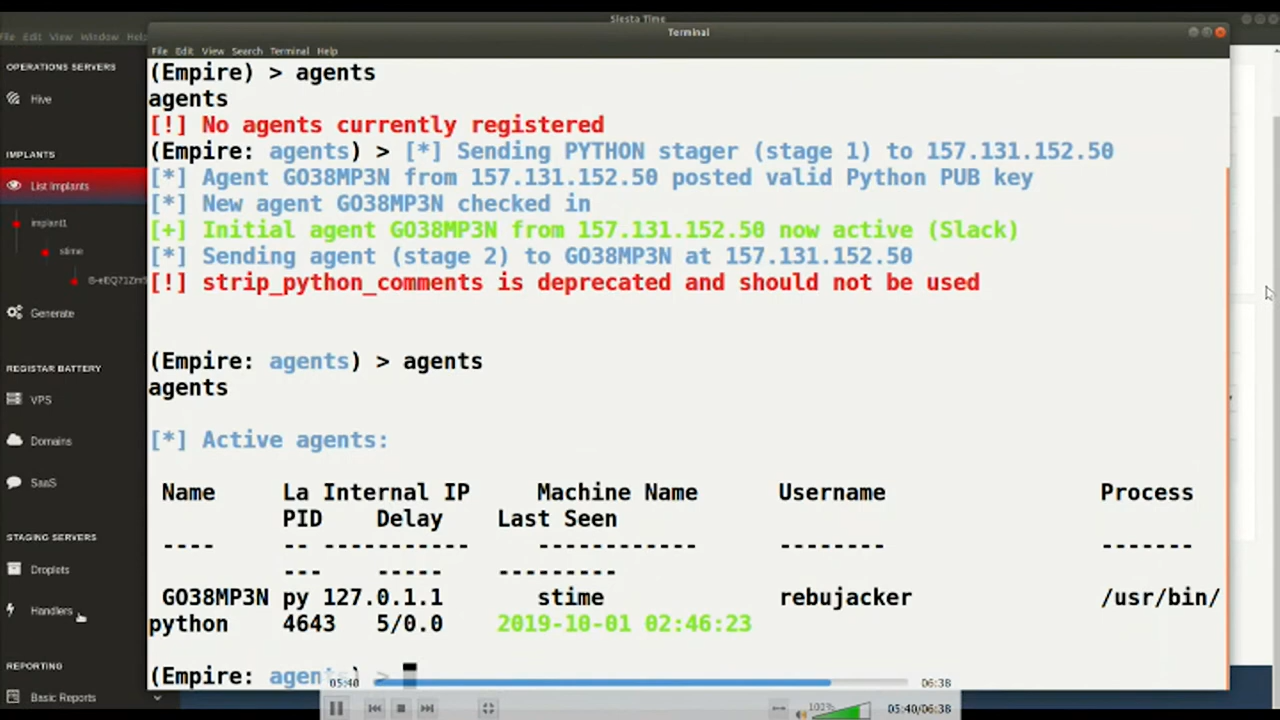 Siesta Time
File Edit View Window Help
Terminal
File Edit View Search Terminal Help
OPERATIONS SERVERS
Hive
IMPLANTS
List Implants
implant1
stime
Generate
REGISTAR BATTERY
VPS
Domains
SaaS
STAGING SERVERS
Droplets
Handlers
REPORTING
Basic Reports
(Empire) > agents
agents
[!] No agents currently registered
(Empire: agents) > [*] Sending PYTHON stager (stage 1) to 157.131.152.50
[*] Agent GO38MP3N from 157.131.152.50 posted valid Python PUB key
[*] New agent GO38MP3N checked in
[+] Initial agent GO38MP3N from 157.131.152.50 now active (Slack)
[*] Sending agent (stage 2) to GO38MP3N at 157.131.152.50
[!] strip_python_comments is deprecated and should not be used
(Empire: agents) > agents
agents
[*] Active agents:
Name La Internal IP Machine Name Username Process
PID Delay Last Seen
---- -- ----------- ------------ -------- -------
--- ----- ---------
GO38MP3N py 127.0.1.1 stime rebujacker /usr/bin/
python 4643 5/0.0 2019-10-01 02:46:23
(Empire: agents) >
05:40 06:38
100% 05:40/06:38